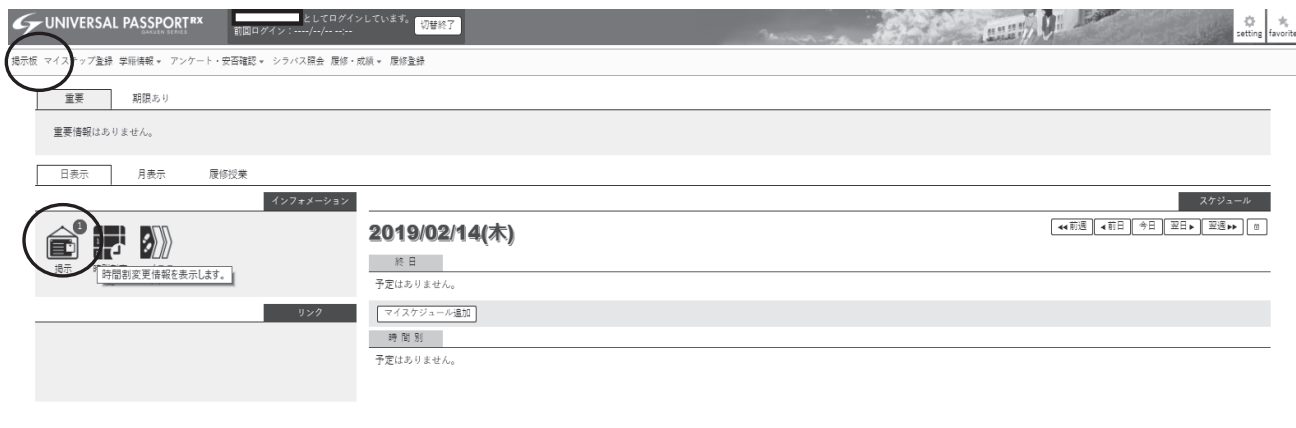 UNIVERSAL PASSPORT RX
GAKUEN SERIES
としてログインしています。
前回ログイン：----/--/-- --:--
切替終了
setting
favorite
掲示板 マイステップ登録 学籍情報 アンケート・安否確認 シラバス照会 履修・成績 履修登録
重要 期限あり
重要情報はありません。
日表示 月表示 履修授業
インフォメーション
1
掲示
時間割変更情報を表示します。
リンク
スケジュール
2019/02/14(木)
前週 前日 今日 翌日 翌週
終日
予定はありません。
マイスケジュール追加
時間別
予定はありません。